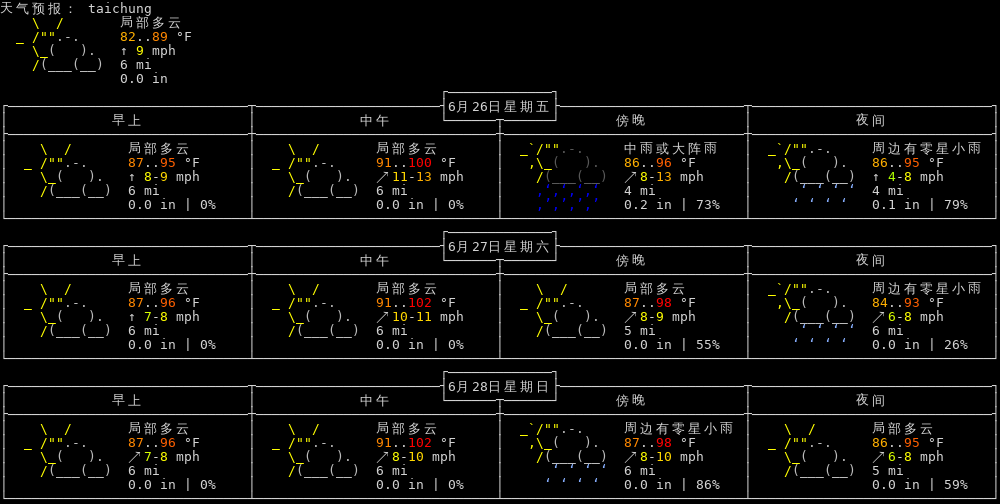 天气预报： taichung
局部多云
82..89 °F
↑ 9 mph
6 mi
0.0 in
6月26日星期五
早上 中午 傍晚 夜间
局部多云 局部多云 中雨或大阵雨 周边有零星小雨
87..95 °F 91..100 °F 86..96 °F 86..95 °F
↑ 8-9 mph ↗ 11-13 mph ↗ 8-13 mph ↑ 4-8 mph
6 mi 6 mi 4 mi 4 mi
0.0 in | 0% 0.0 in | 0% 0.2 in | 73% 0.1 in | 79%
6月27日星期六
早上 中午 傍晚 夜间
局部多云 局部多云 局部多云 周边有零星小雨
87..96 °F 91..102 °F 87..98 °F 84..93 °F
↑ 7-8 mph ↗ 10-11 mph ↗ 8-9 mph ↗ 6-8 mph
6 mi 6 mi 5 mi 6 mi
0.0 in | 0% 0.0 in | 0% 0.0 in | 55% 0.0 in | 26%
6月28日星期日
早上 中午 傍晚 夜间
局部多云 局部多云 周边有零星小雨 局部多云
87..96 °F 91..102 °F 87..98 °F 86..95 °F
↗ 7-8 mph ↗ 8-10 mph ↗ 8-10 mph ↗ 6-8 mph
6 mi 6 mi 6 mi 5 mi
0.0 in | 0% 0.0 in | 0% 0.0 in | 86% 0.0 in | 59%